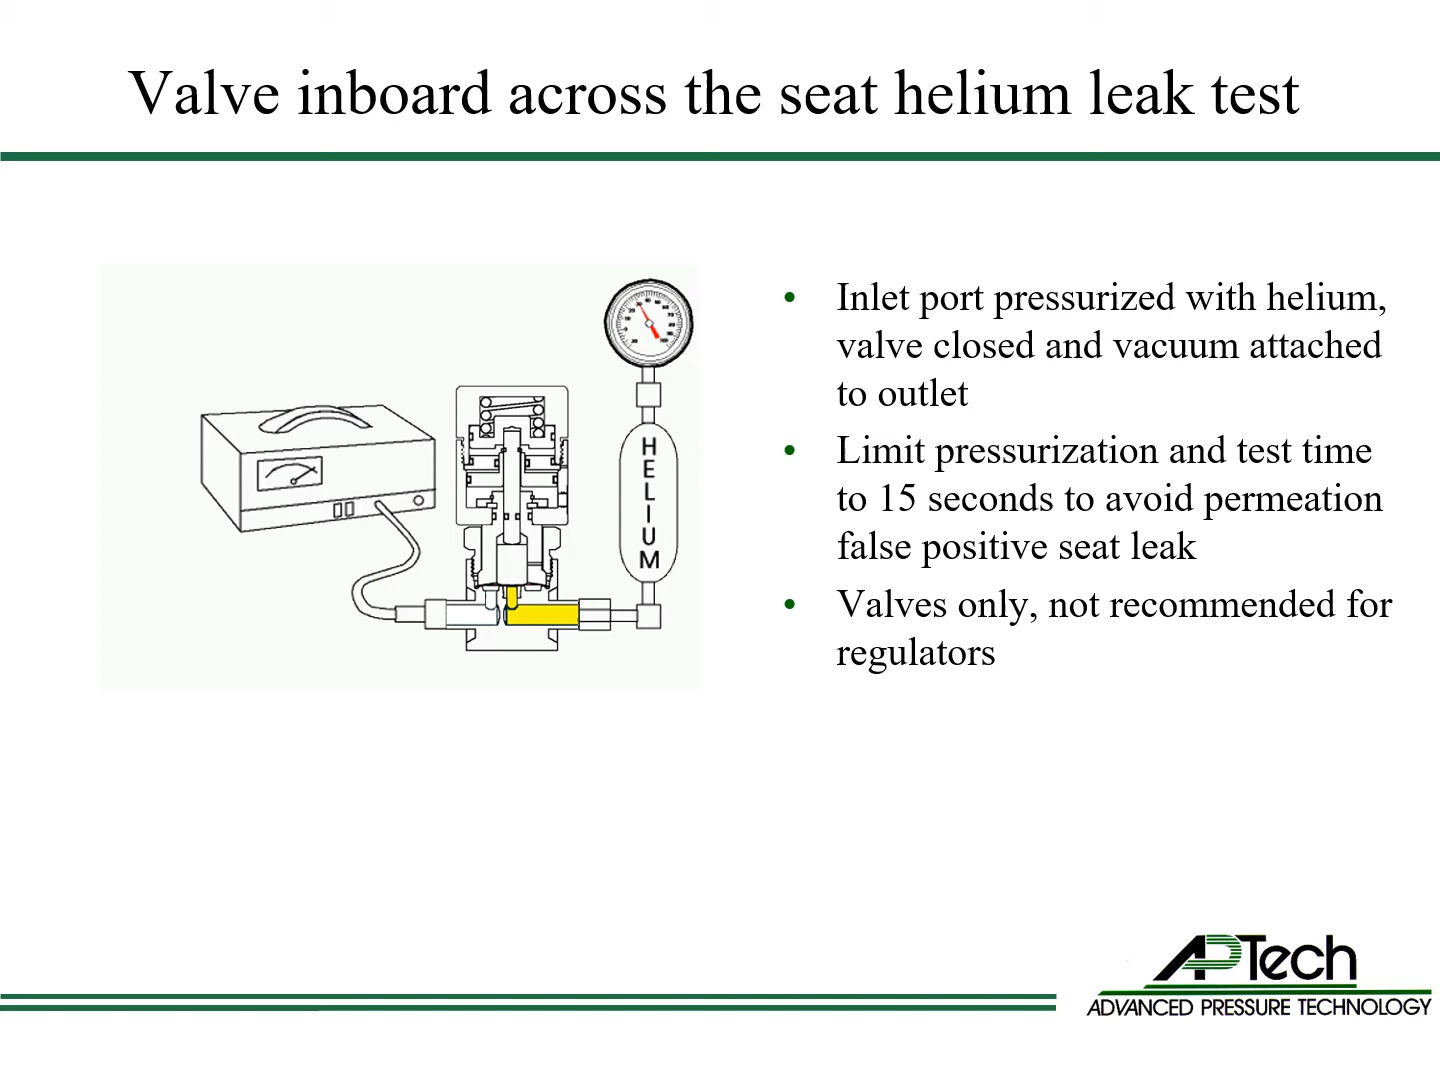 Valve inboard across the seat helium leak test
• Inlet port pressurized with helium,
valve closed and vacuum attached
to outlet
• Limit pressurization and test time
to 15 seconds to avoid permeation
false positive seat leak
• Valves only, not recommended for
regulators
HELIUM
APTech
ADVANCED PRESSURE TECHNOLOGY